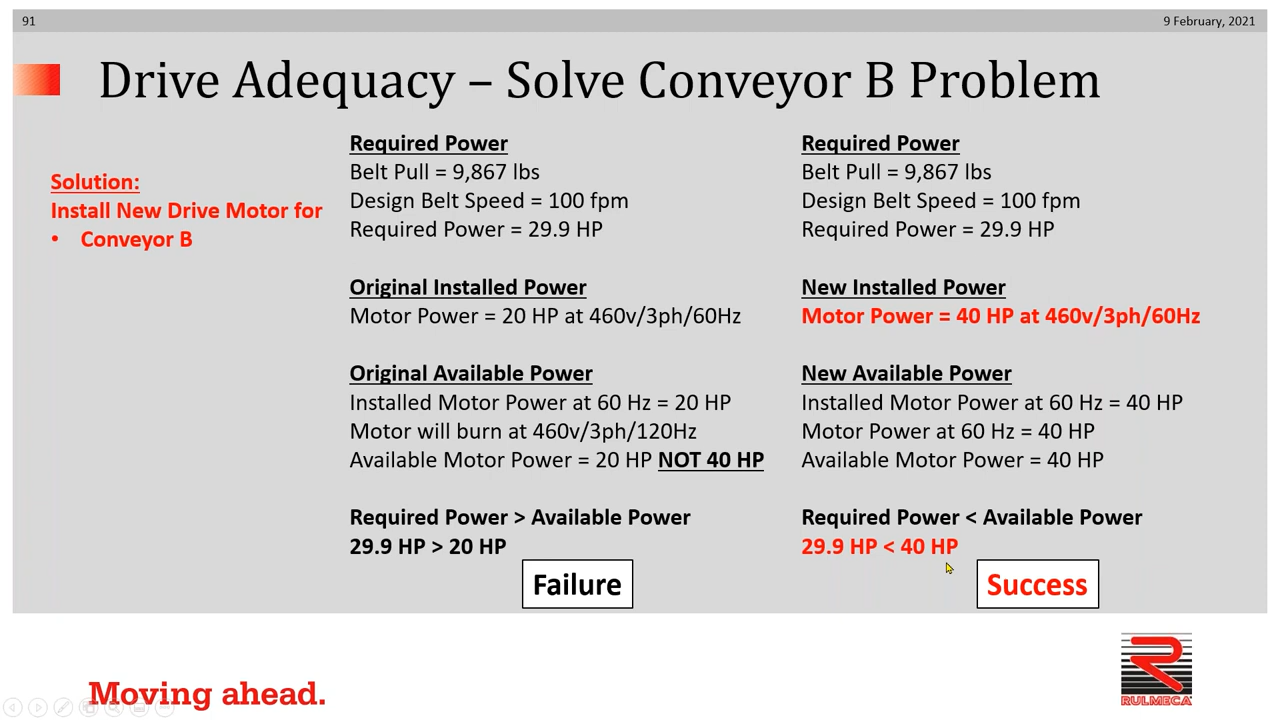 91
9 February, 2021
Drive Adequacy – Solve Conveyor B Problem
Solution:
Install New Drive Motor for
• Conveyor B
Required Power
Belt Pull = 9,867 lbs
Design Belt Speed = 100 fpm
Required Power = 29.9 HP
Original Installed Power
Motor Power = 20 HP at 460v/3ph/60Hz
Original Available Power
Installed Motor Power at 60 Hz = 20 HP
Motor will burn at 460v/3ph/120Hz
Available Motor Power = 20 HP NOT 40 HP
Required Power > Available Power
29.9 HP > 20 HP
Failure
Required Power
Belt Pull = 9,867 lbs
Design Belt Speed = 100 fpm
Required Power = 29.9 HP
New Installed Power
Motor Power = 40 HP at 460v/3ph/60Hz
New Available Power
Installed Motor Power at 60 Hz = 40 HP
Motor Power at 60 Hz = 40 HP
Available Motor Power = 40 HP
Required Power < Available Power
29.9 HP < 40 HP
Success
Moving ahead.
RULMECA